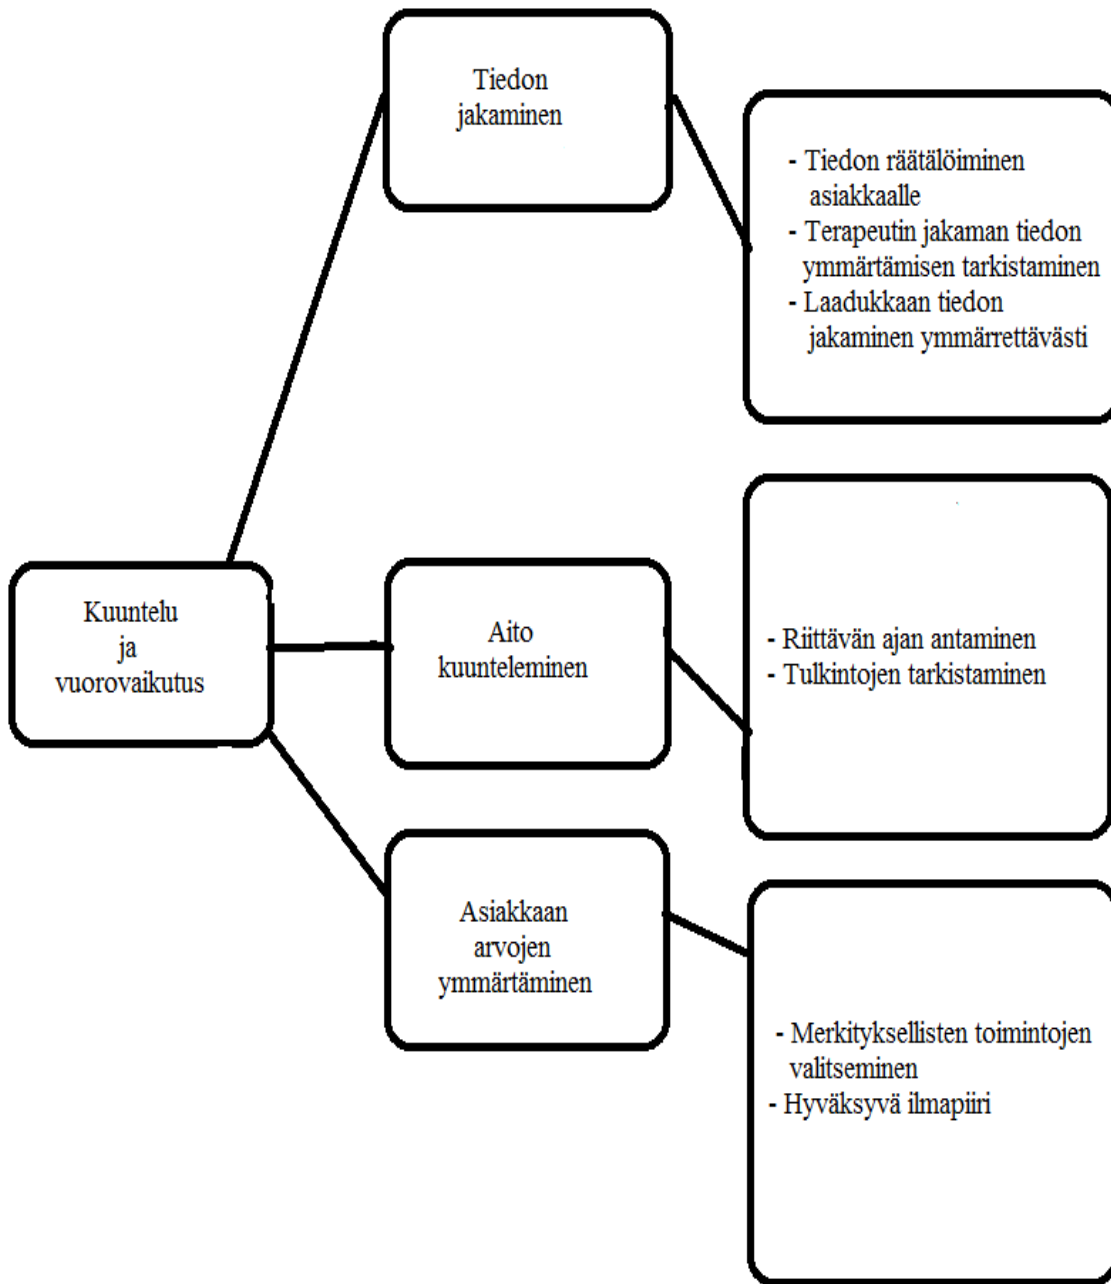 Tiedon
jakaminen
- Tiedon räätälöiminen
asiakkaalle
- Terapeutin jakaman tiedon
ymmärtämisen tarkistaminen
- Laadukkaan tiedon
jakaminen ymmärrettävästi
Kuuntelu
ja
vuorovaikutus
Aito
kuunteleminen
- Riittävän ajan antaminen
- Tulkintojen tarkistaminen
Asiakkaan
arvojen
ymmärtäminen
- Merkityksellisten toimintojen
valitseminen
- Hyväksyvä ilmapiiri